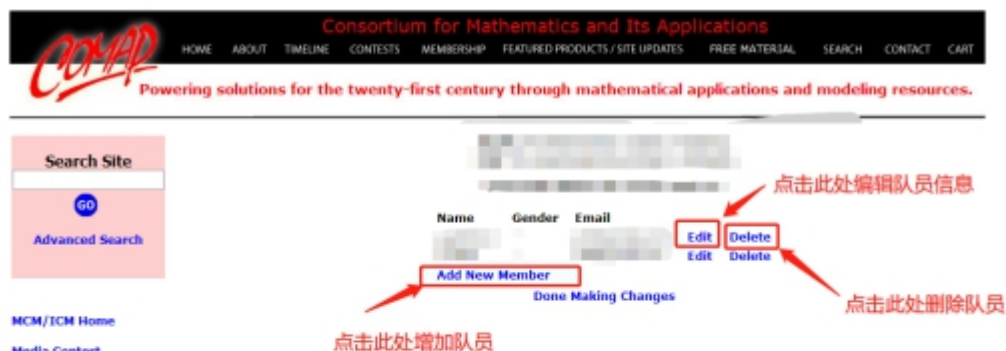 Consortium for Mathematics and Its Applications
COMAP
HOME ABOUT TIMELINE CONTESTS MEMBERSHIP FEATURED PRODUCTS / SITE UPDATES FREE MATERIAL SEARCH CONTACT CART
Powering solutions for the twenty-first century through mathematical applications and modeling resources.
Search Site
GO
Advanced Search
点击此处编辑队员信息
Name Gender Email
Edit Delete
Edit Delete
Add New Member
Done Making Changes
点击此处删除队员
MCM/ICM Home
点击此处增加队员
Media Contest